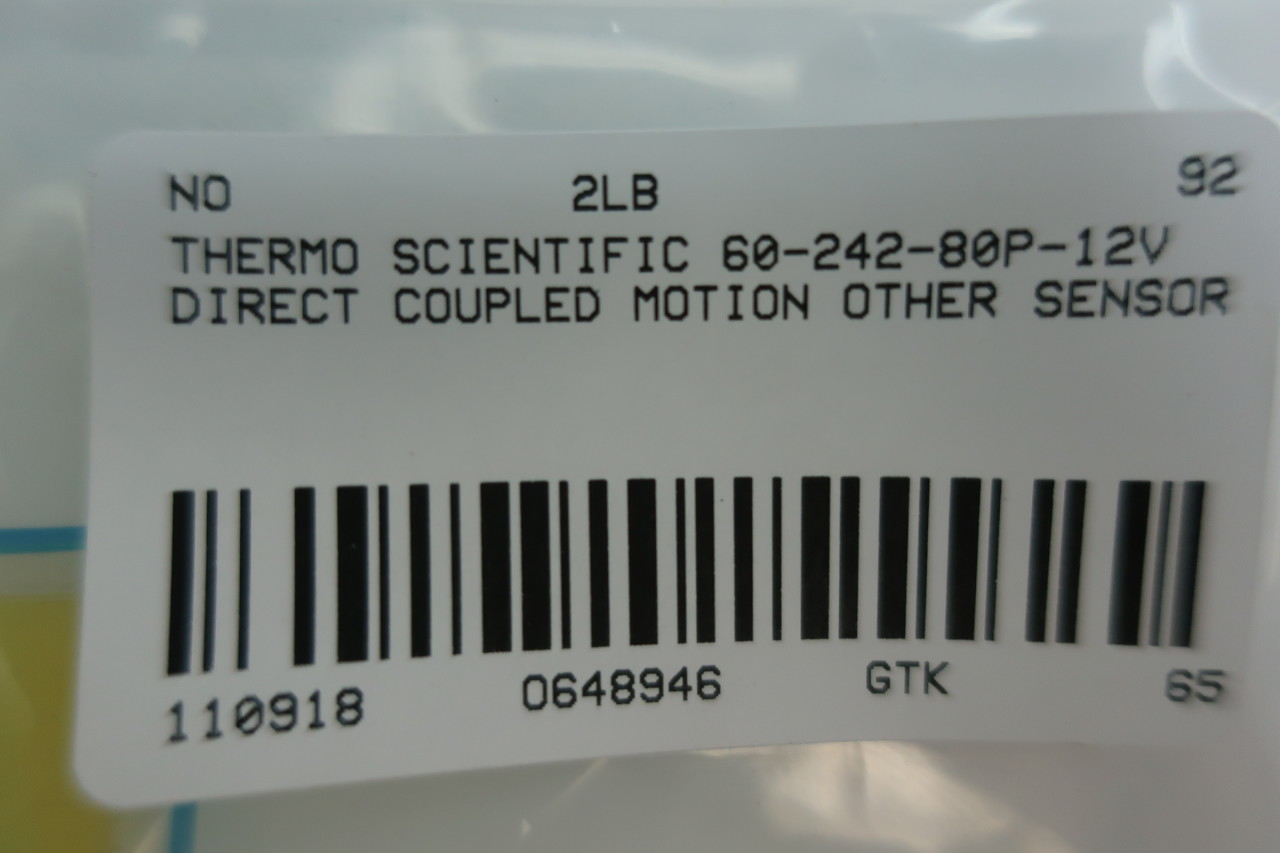 NO 2LB 92
THERMO SCIENTIFIC 60-242-80P-12V
DIRECT COUPLED MOTION OTHER SENSOR
110918 0648946 GTK 65